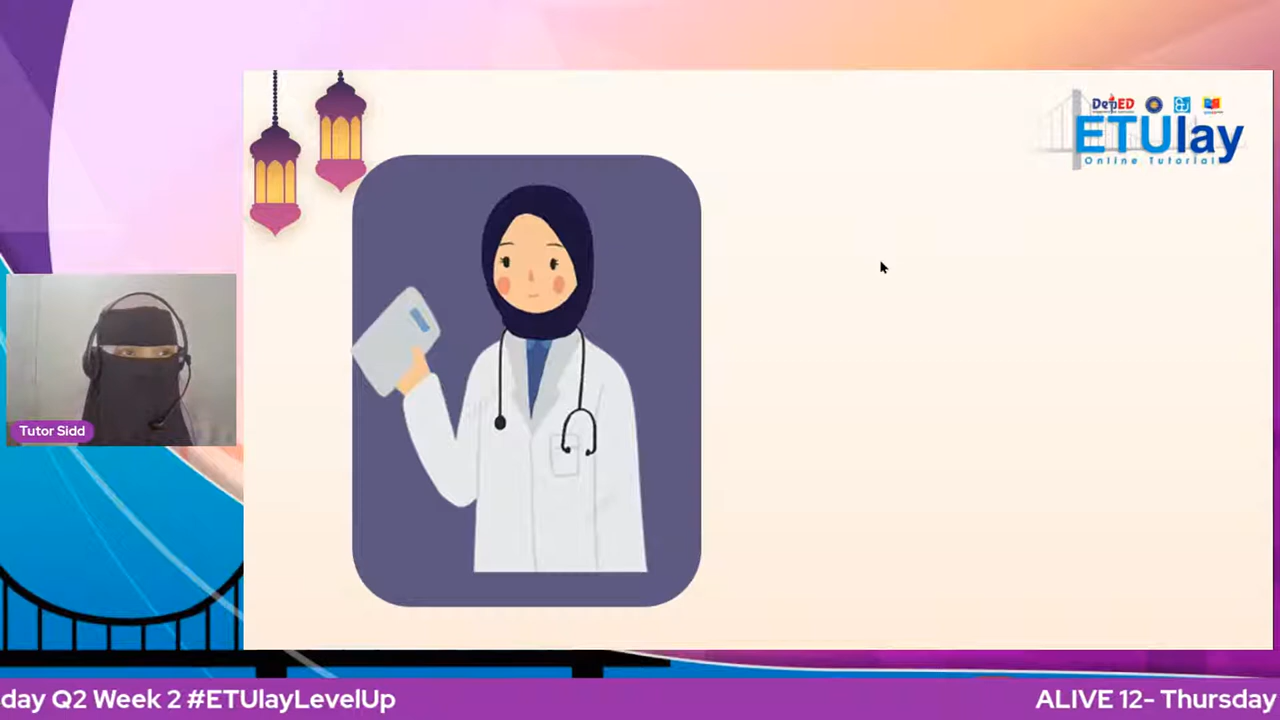 DepED
ETUlay
Online Tutorial
Tutor Sidd
day Q2 Week 2 #ETUlayLevelUp
ALIVE 12- Thursday